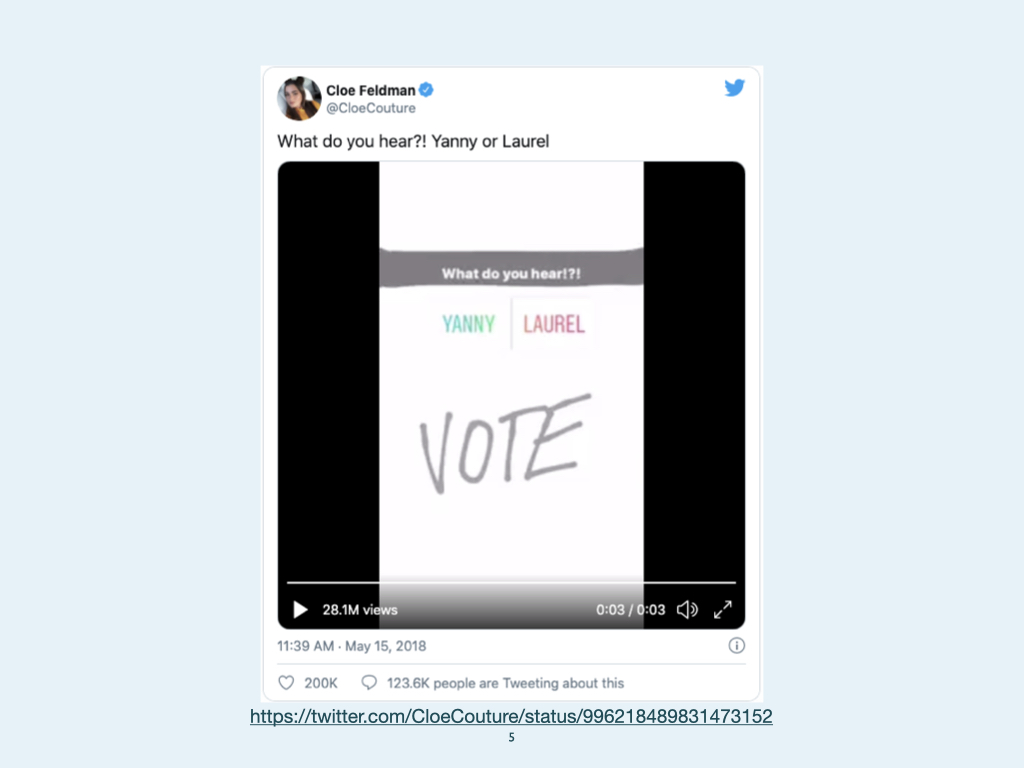 Cloe Feldman
@CloeCouture
What do you hear?! Yanny or Laurel
What do you hear!?!
YANNY LAUREL
VOTE
28.1M views 0:03 / 0:03
11:39 AM · May 15, 2018
200K 123.6K people are Tweeting about this
https://twitter.com/CloeCouture/status/996218489831473152
5